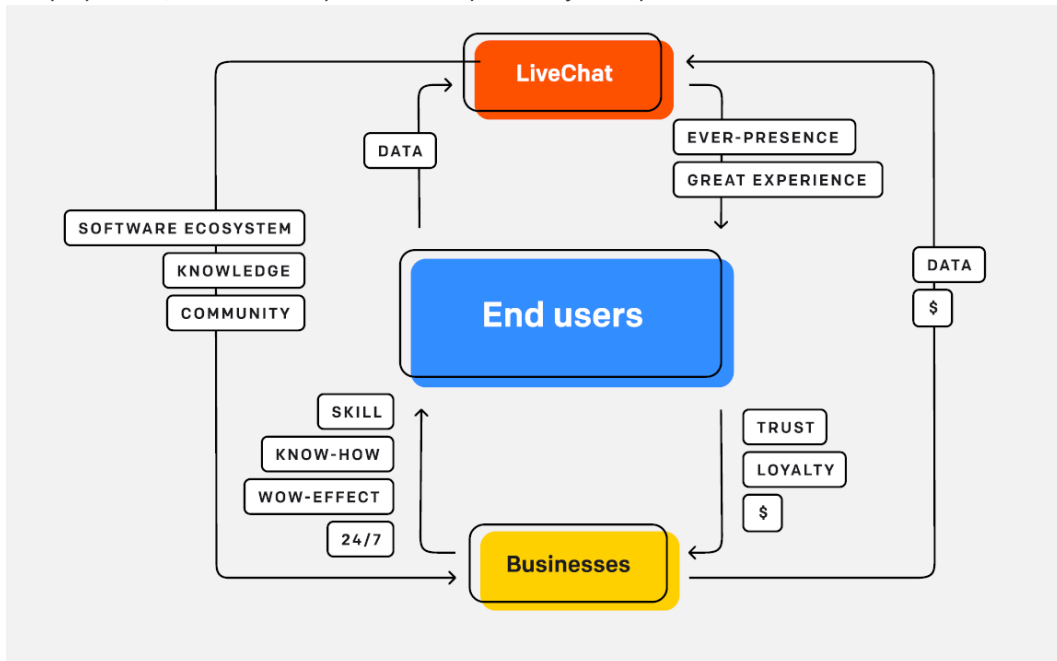 LiveChat
EVER-PRESENCE
DATA
GREAT EXPERIENCE
SOFTWARE ECOSYSTEM
KNOWLEDGE
DATA
COMMUNITY
$
End users
SKILL
TRUST
KNOW-HOW
LOYALTY
WOW-EFFECT
$
24/7
Businesses